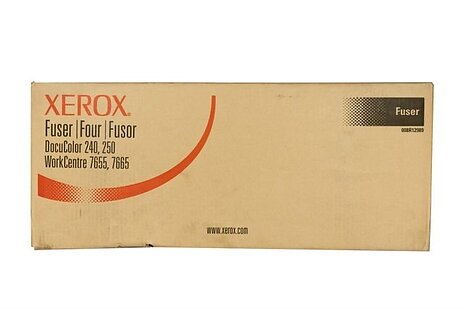 XEROX.
Fuser | Four | Fusor
DocuColor 240, 250
WorkCentre 7655, 7665
Fuser
008R12989
www.xerox.com